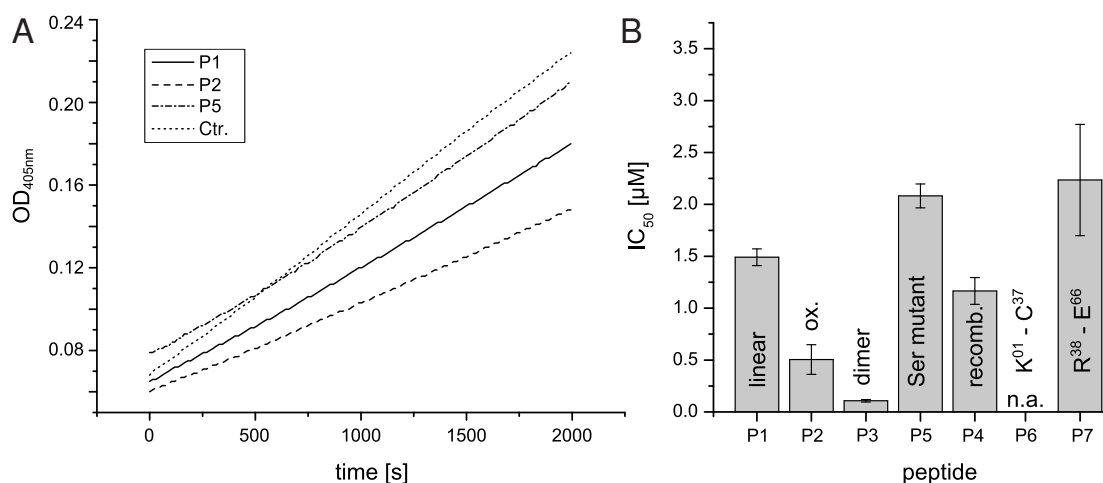 A
0.24
0.20
0.16
0.12
0.08
OD405nm
P1
P2
P5
Ctr.
0
500
1000
1500
2000
time [s]
B
3.5
3.0
2.5
2.0
1.5
1.0
0.5
0.0
IC50 [µM]
linear
ox.
dimer
Ser mutant
recomb.
K01 - C37
n.a.
R38 - E66
P1
P2
P3
P5
P4
P6
P7
peptide